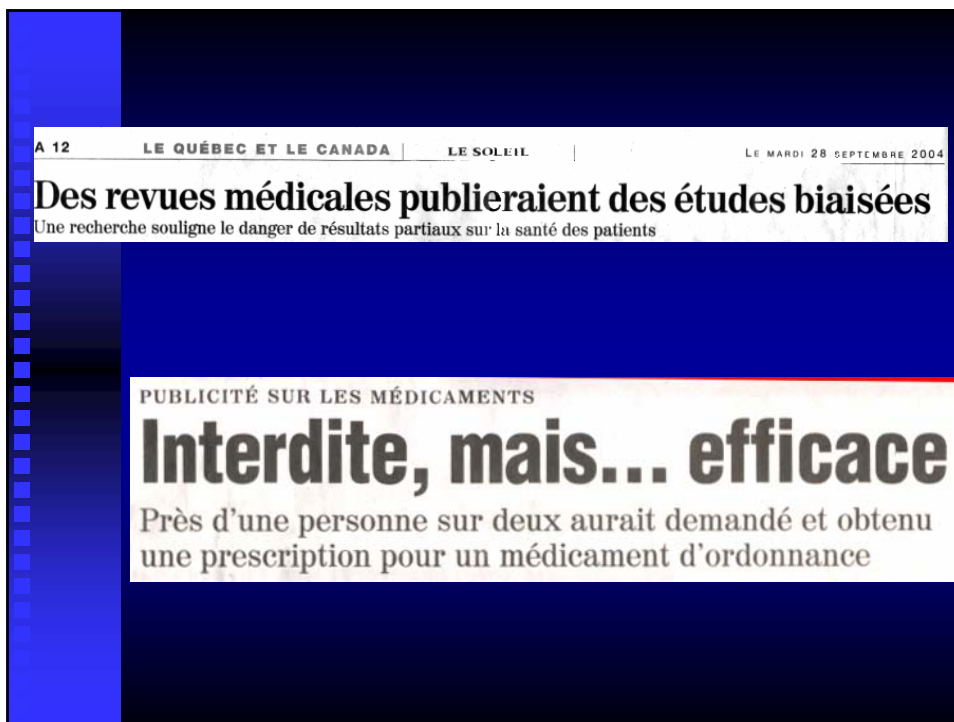 A 12 LE QUÉBEC ET LE CANADA | LE SOLEIL | LE MARDI 28 SEPTEMBRE 2004
Des revues médicales publieraient des études biaisées
Une recherche souligne le danger de résultats partiaux sur la santé des patients
PUBLICITÉ SUR LES MÉDICAMENTS
Interdite, mais... efficace
Près d'une personne sur deux aurait demandé et obtenu
une prescription pour un médicament d'ordonnance